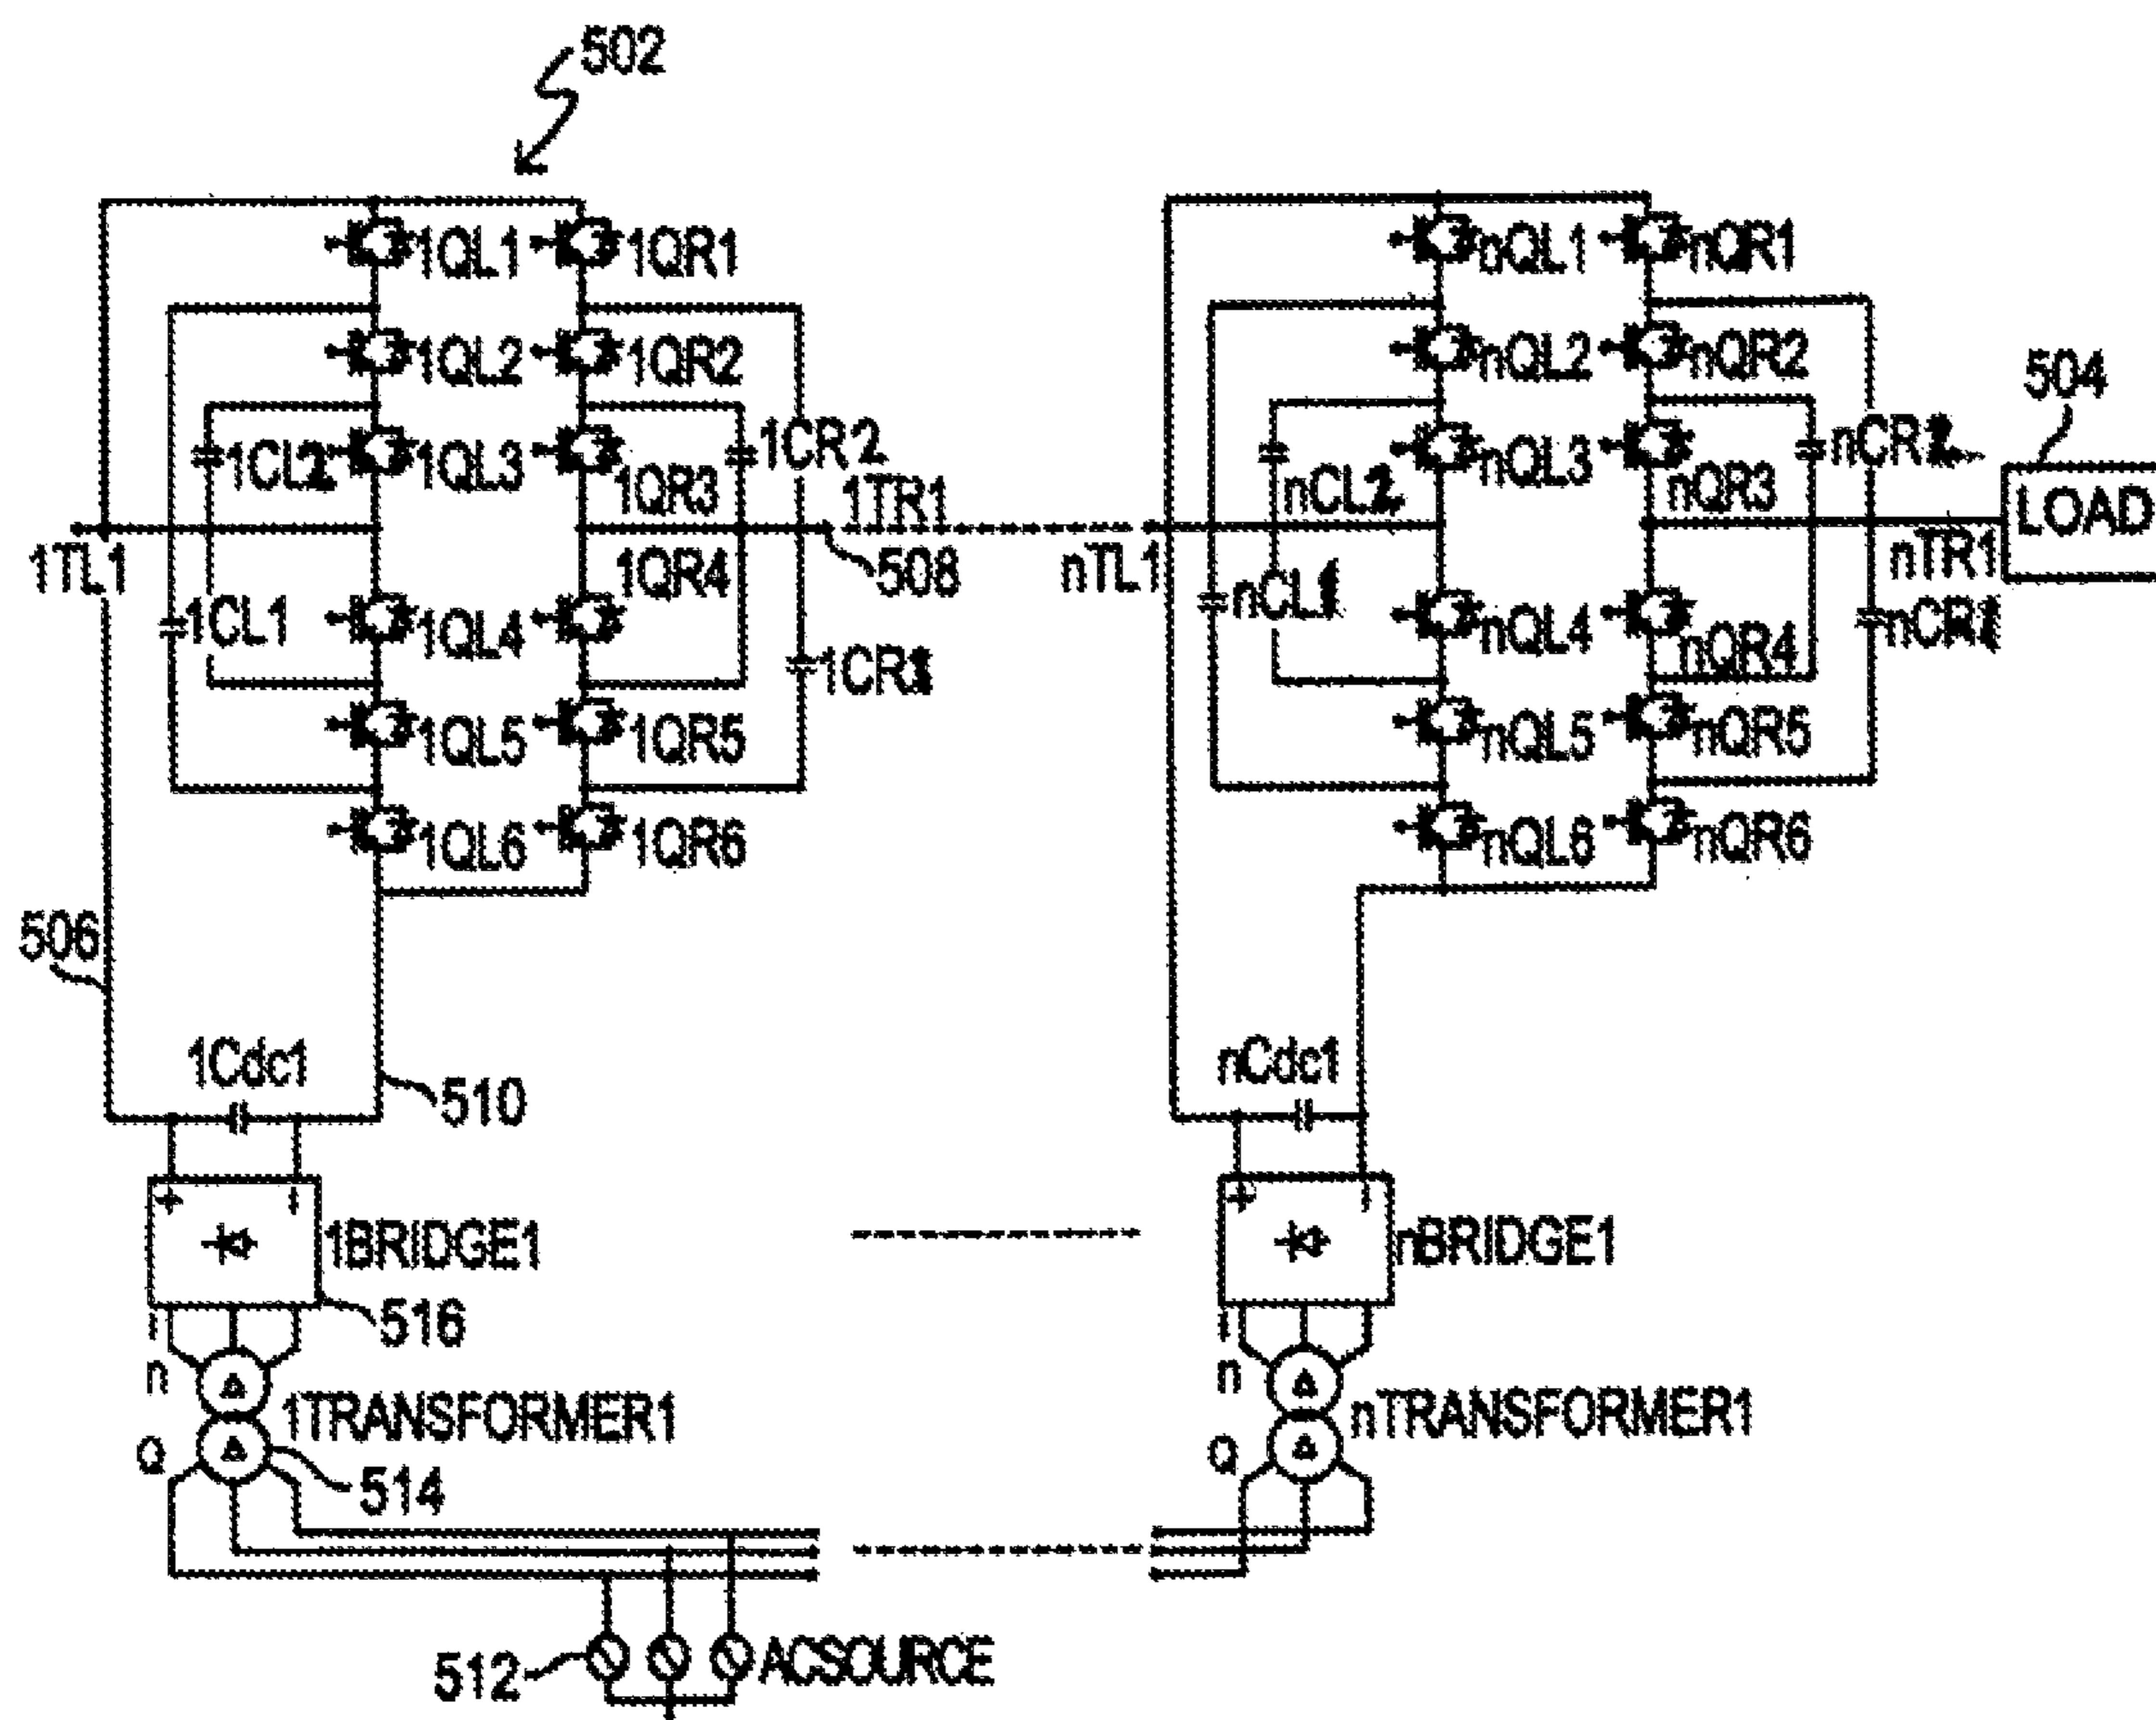 502
1QL1
1QR1
nQL1
nQR1
1QL2
1QR2
nQL2
nQR2
504
1CL2
1QL3
1QR3
1CR2
nCL2
nQL3
nQR3
nCR2
LOAD
1TL1
1TR1
508
nTL1
nTR1
1CL1
1QL4
1QR4
1CR1
nCL1
nQL4
nQR4
nCR1
1QL5
1QR5
nQL5
nQR5
1QL6
1QR6
nQL6
nQR6
506
1Cdc1
510
nCdc1
+ –
1BRIDGE1
+ –
nBRIDGE1
516
n
1TRANSFORMER1
n
nTRANSFORMER1
Q
514
Q
512
ACSOURCE